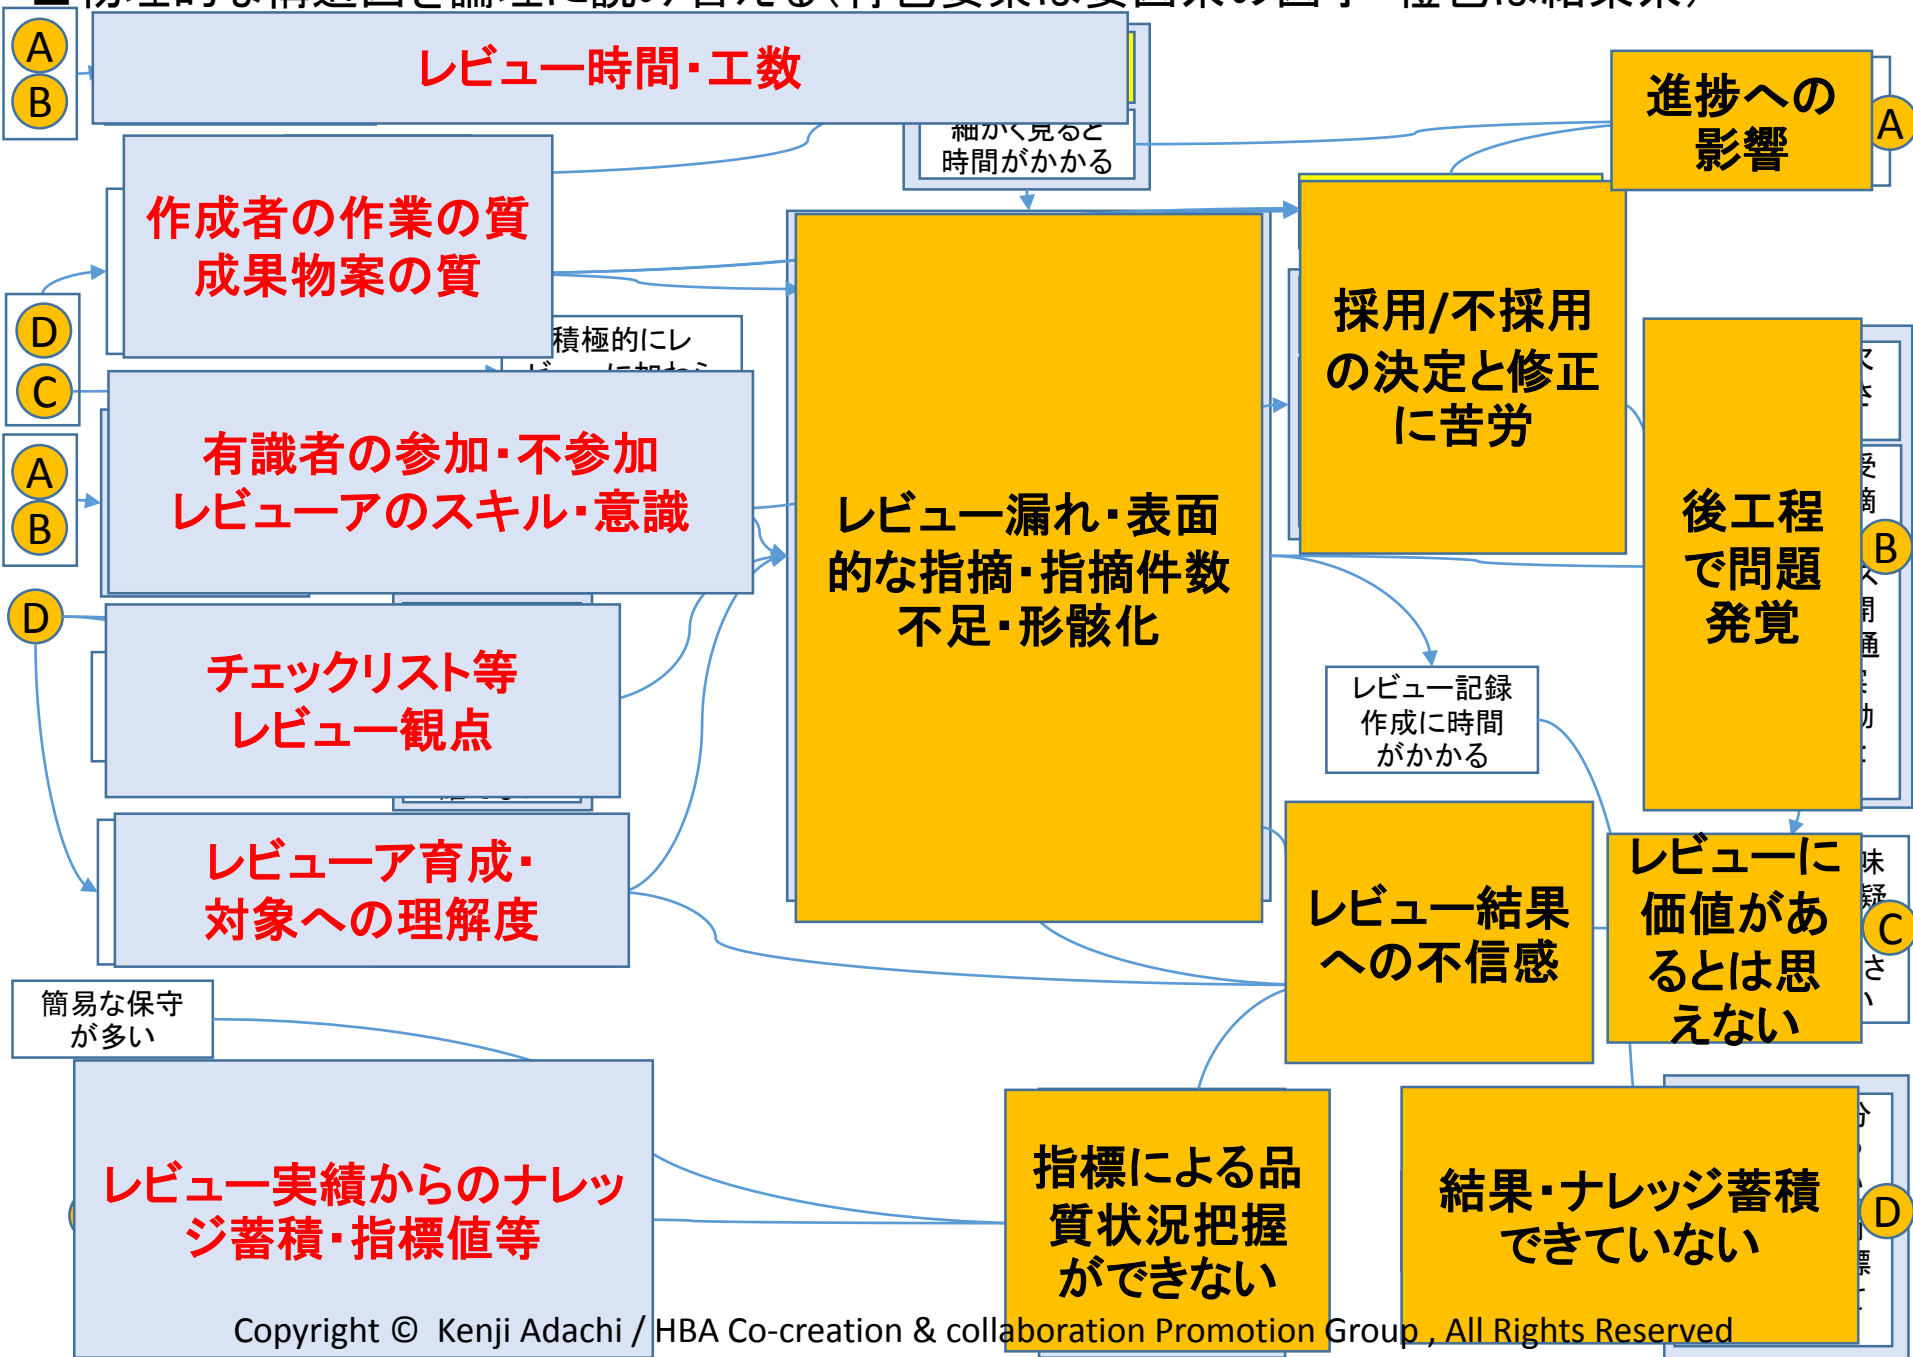 A
B
レビュー時間・工数
細かく見ると
時間がかかる
進捗への
影響
A
作成者の作業の質
成果物案の質
D
C
積極的にレ
採用/不採用
の決定と修正
に苦労
A
B
有識者の参加・不参加
レビューアのスキル・意識
レビュー漏れ・表面
的な指摘・指摘件数
不足・形骸化
後工程
で問題
発覚
B
D
チェックリスト等
レビュー観点
レビュー記録
作成に時間
がかかる
レビューア育成・
対象への理解度
レビュー結果
への不信感
レビューに
価値があ
るとは思
えない
味
疑
さ
い
C
簡易な保守
が多い
レビュー実績からのナレッ
ジ蓄積・指標値等
指標による品
質状況把握
ができない
結果・ナレッジ蓄積
できていない
D
Copyright © Kenji Adachi / HBA Co-creation & collaboration Promotion Group , All Rights Reserved